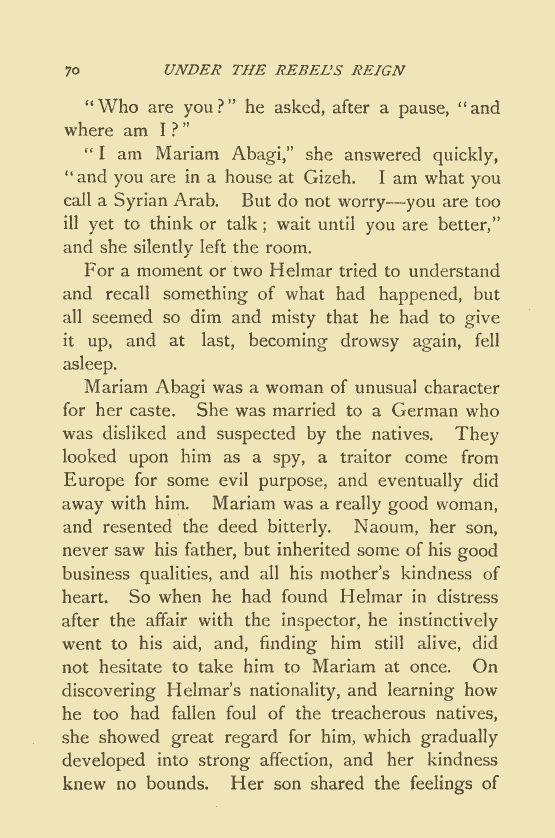 70 UNDER THE REBEL'S REIGN
"Who are you?" he asked, after a pause, "and
where am I?"
"I am Mariam Abagi," she answered quickly,
"and you are in a house at Gizeh. I am what you
call a Syrian Arab. But do not worry—you are too
ill yet to think or talk; wait until you are better,"
and she silently left the room.
For a moment or two Helmar tried to understand
and recall something of what had happened, but
all seemed so dim and misty that he had to give
it up, and at last, becoming drowsy again, fell
asleep.
Mariam Abagi was a woman of unusual character
for her caste. She was married to a German who
was disliked and suspected by the natives. They
looked upon him as a spy, a traitor come from
Europe for some evil purpose, and eventually did
away with him. Mariam was a really good woman,
and resented the deed bitterly. Naoum, her son,
never saw his father, but inherited some of his good
business qualities, and all his mother's kindness of
heart. So when he had found Helmar in distress
after the affair with the inspector, he instinctively
went to his aid, and, finding him still alive, did
not hesitate to take him to Mariam at once. On
discovering Helmar's nationality, and learning how
he too had fallen foul of the treacherous natives,
she showed great regard for him, which gradually
developed into strong affection, and her kindness
knew no bounds. Her son shared the feelings of